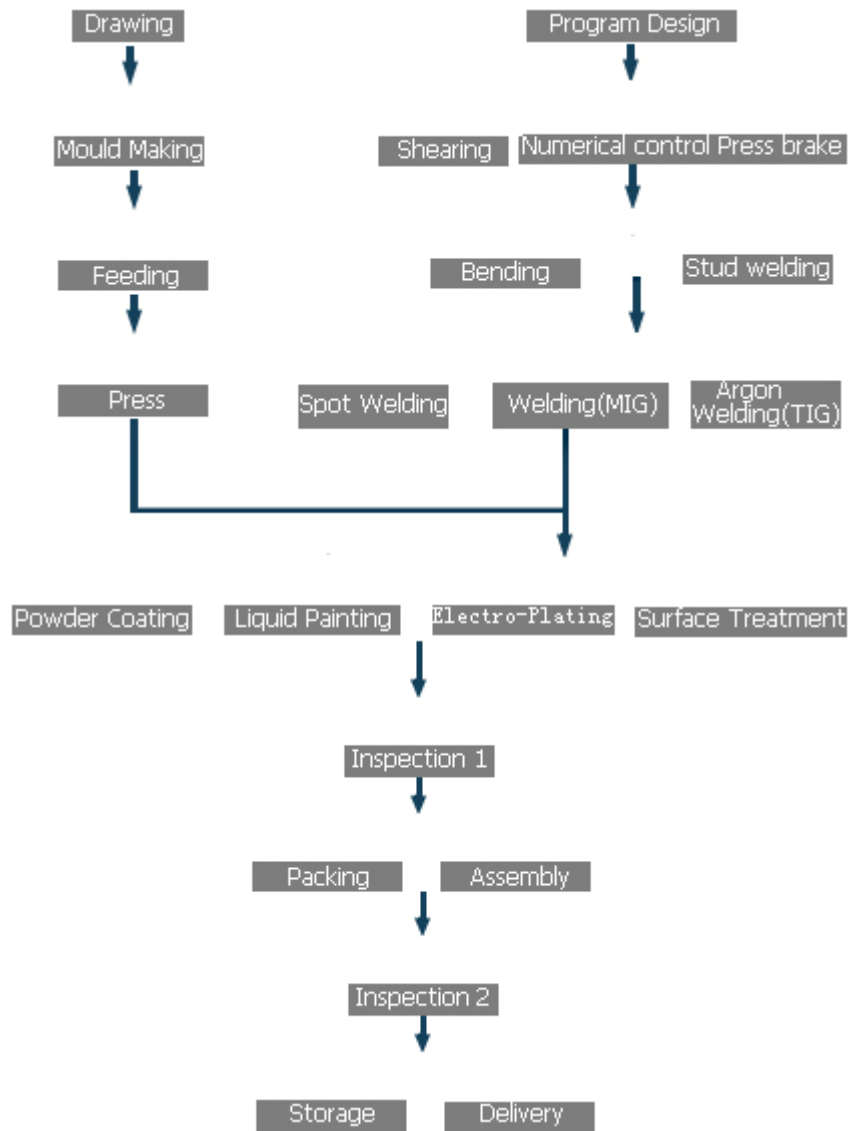 Drawing
Program Design
Mould Making
Shearing
Numerical control Press brake
Feeding
Bending
Stud welding
Press
Spot Welding
Welding(MIG)
Argon
Welding(TIG)
Powder Coating
Liquid Painting
Electro-Plating
Surface Treatment
Inspection 1
Packing
Assembly
Inspection 2
Storage
Delivery